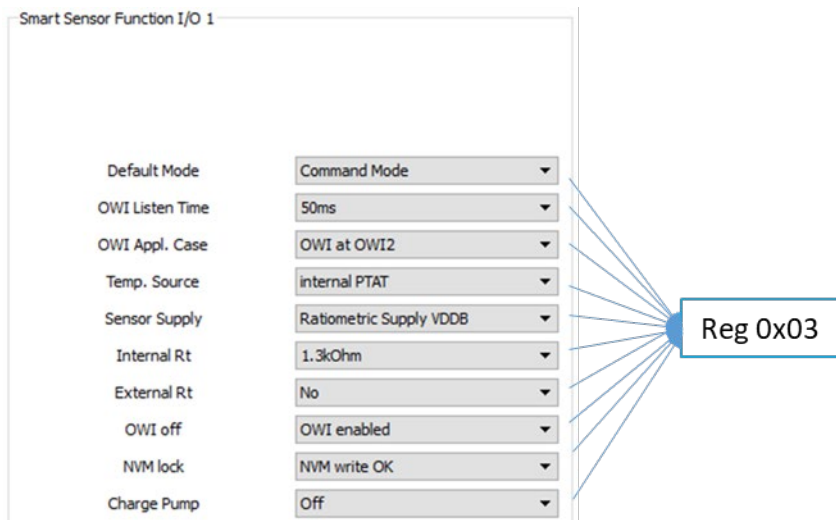 Smart Sensor Function I/O 1
Default Mode Command Mode
OWI Listen Time 50ms
OWI Appl. Case OWI at OWI2
Temp. Source internal PTAT
Sensor Supply Ratiometric Supply VDDB
Reg 0x03
Internal Rt 1.3kOhm
External Rt No
OWI off OWI enabled
NVM lock NVM write OK
Charge Pump Off